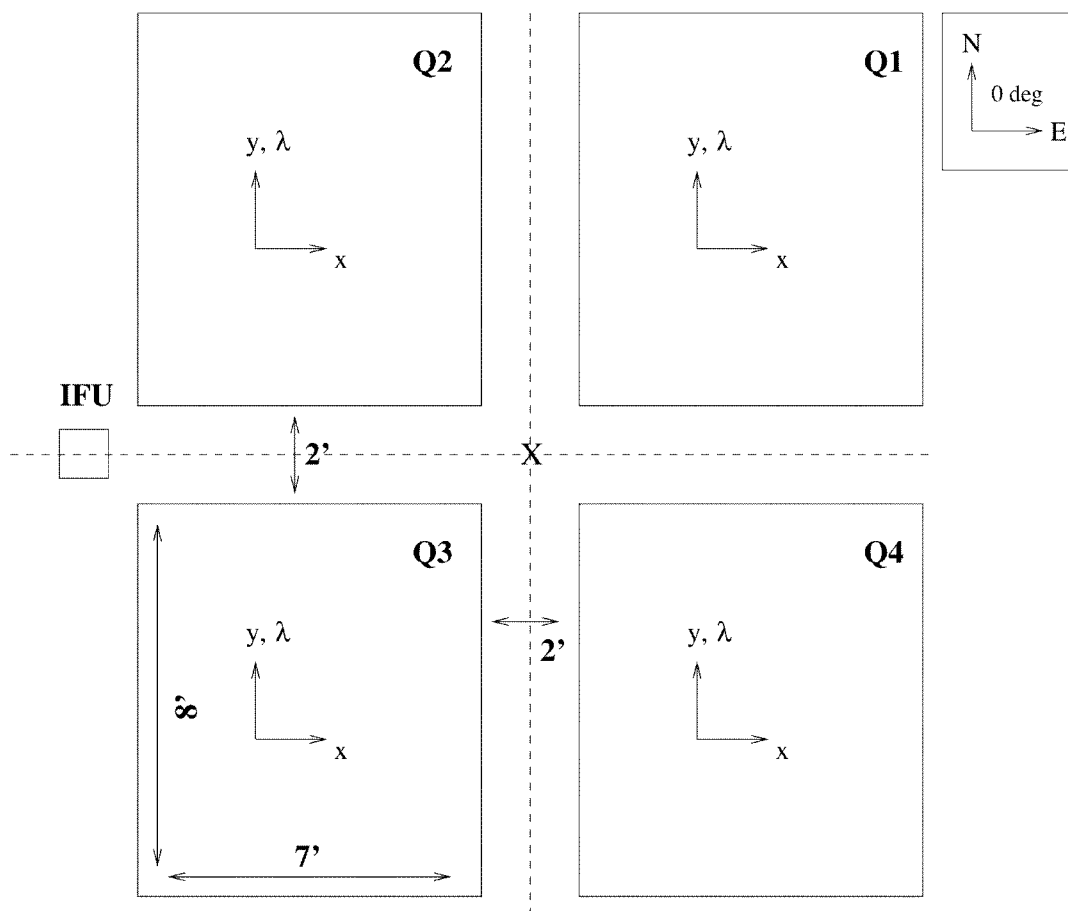 Q2
Q1
N
0 deg
E
y, λ
x
y, λ
x
IFU
2’
X
Q3
Q4
y, λ
x
2’
y, λ
x
8’
7’